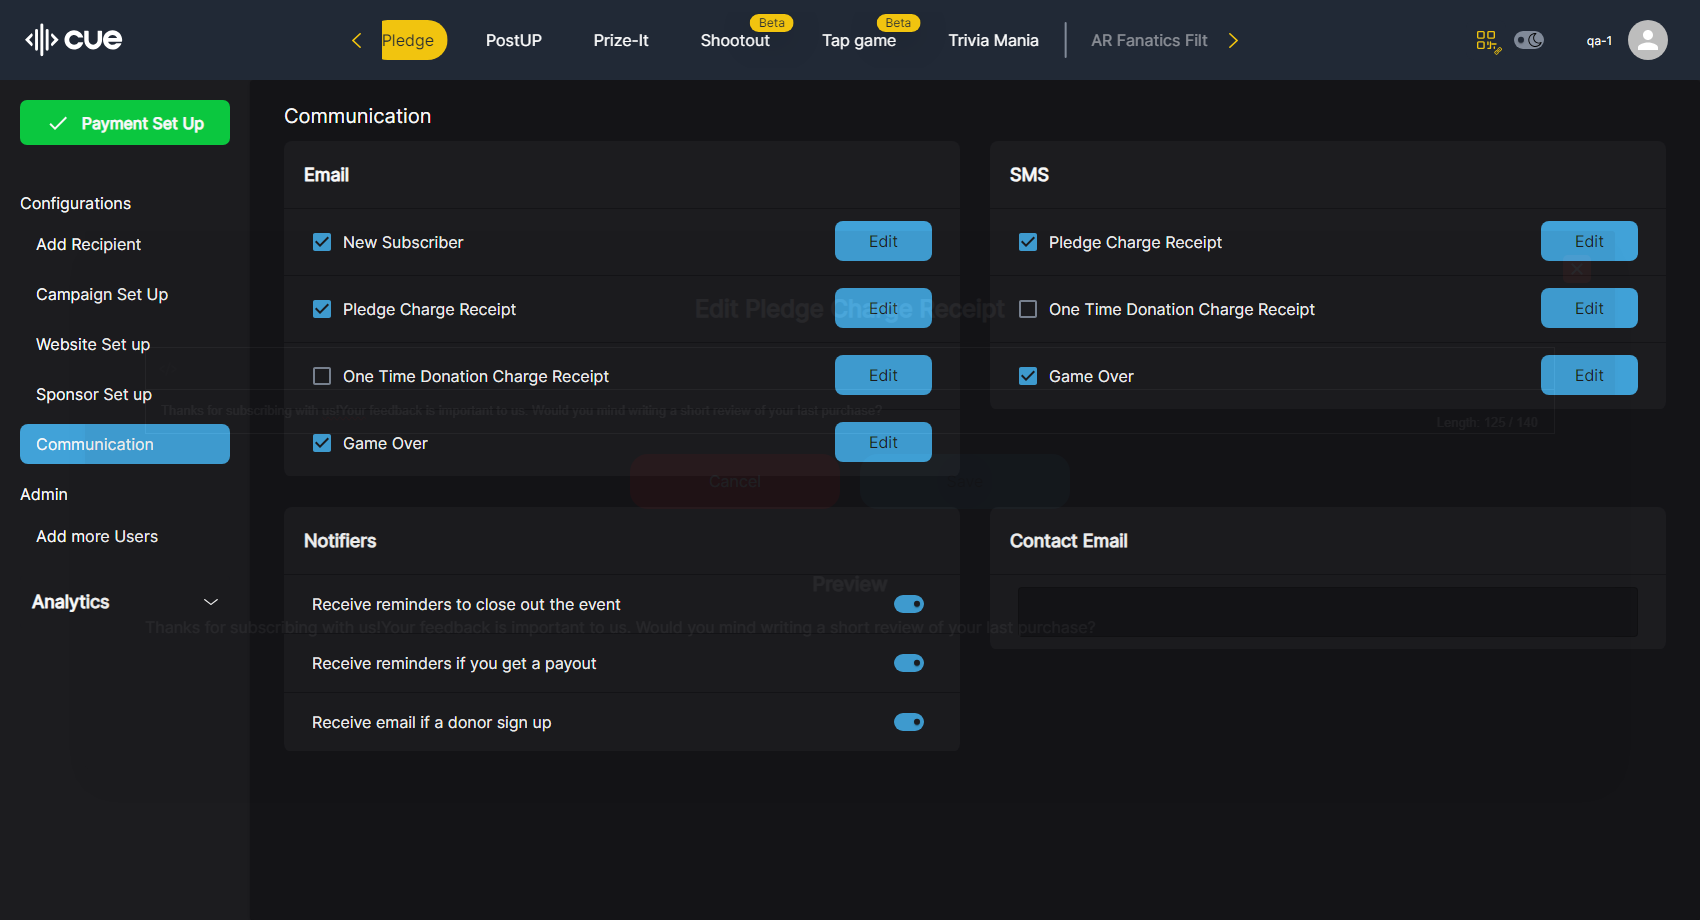 cue
Pledge
PostUP
Prize-It
Shootout
Beta
Tap game
Beta
Trivia Mania
AR Fanatics Filt
qa-1
Payment Set Up
Configurations
Add Recipient
Campaign Set Up
Website Set up
Sponsor Set up
Communication
Admin
Add more Users
Analytics
Communication
Email
New Subscriber
Edit
Pledge Charge Receipt
Edit
One Time Donation Charge Receipt
Edit
Game Over
Edit
SMS
Pledge Charge Receipt
Edit
One Time Donation Charge Receipt
Edit
Game Over
Edit
Notifiers
Receive reminders to close out the event
Receive reminders if you get a payout
Receive email if a donor sign up
Contact Email
Edit Pledge Charge Receipt
Thanks for subscribing with us!Your feedback is important to us. Would you mind writing a short review of your last purchase?
Length: 125 / 140
Cancel
Preview
Thanks for subscribing with us!Your feedback is important to us. Would you mind writing a short review of your last purchase?